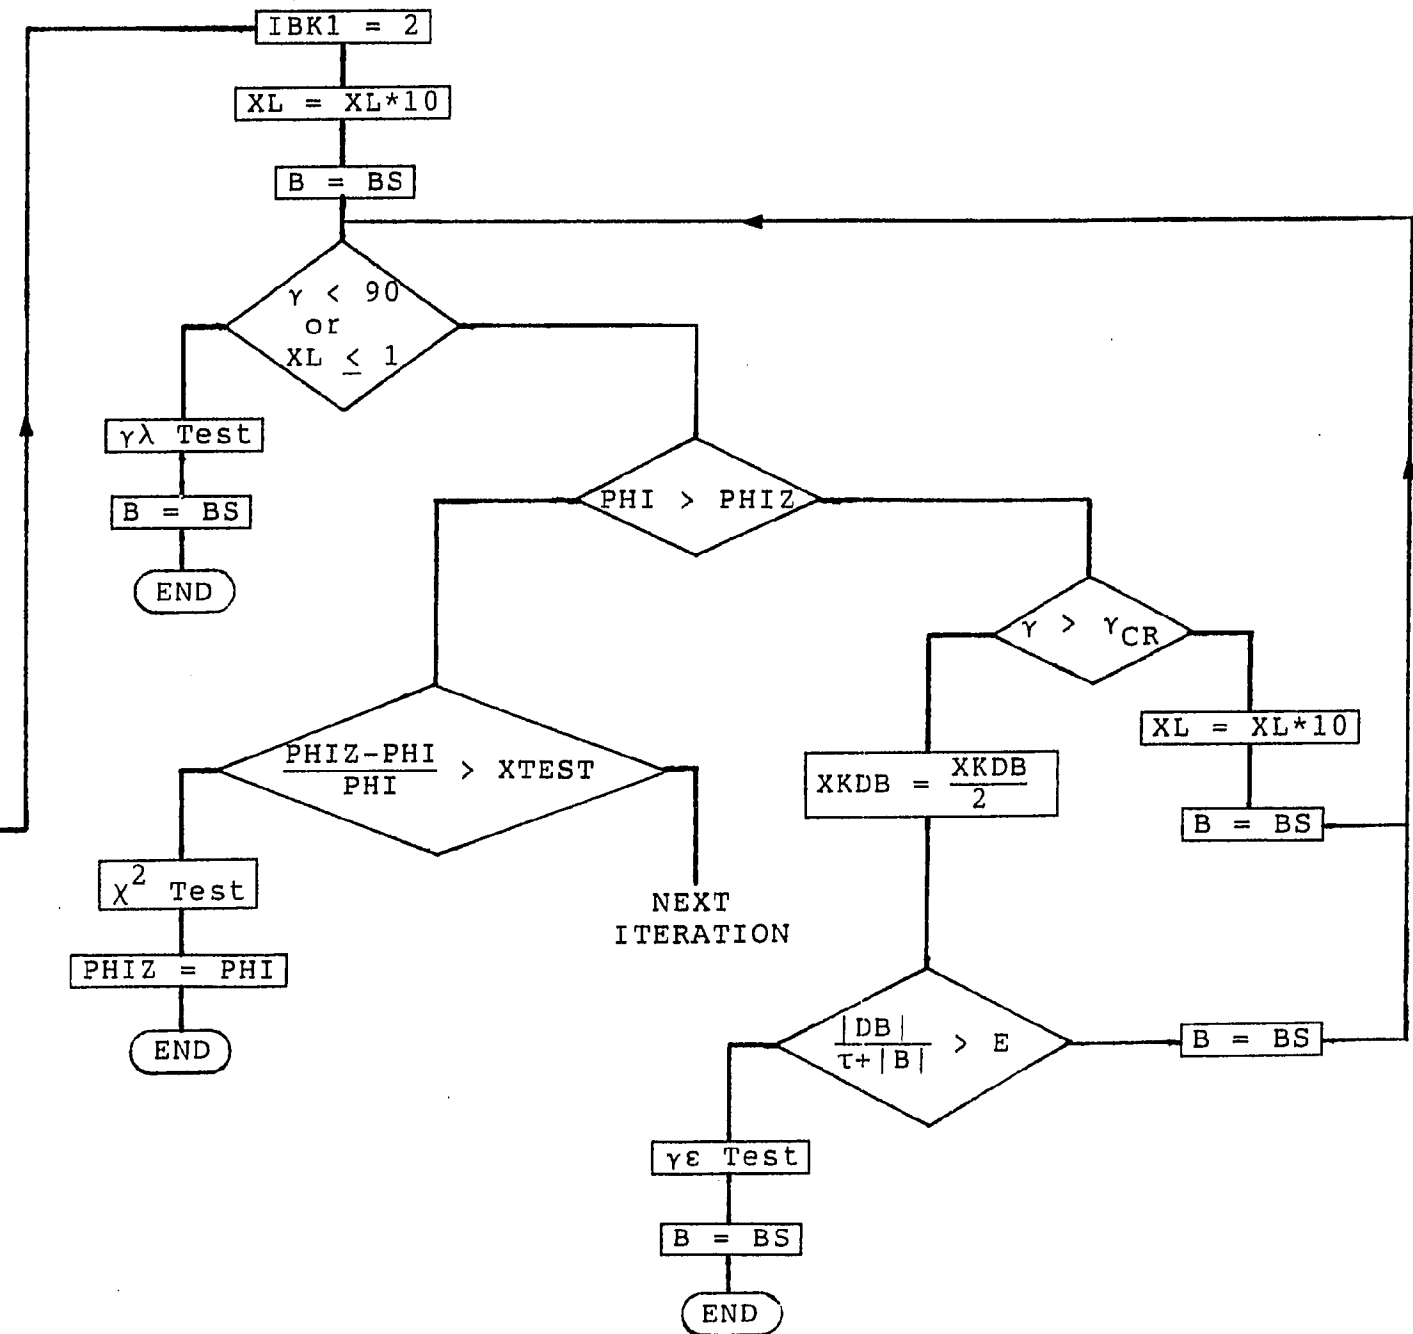 IBK1 = 2
XL = XL*10
B = BS
γ < 90
or
XL ≤ 1
γλ Test
B = BS
END
PHI > PHIZ
γ > γCR
XL = XL*10
B = BS
PHIZ-PHI
PHI
> XTEST
XKDB = XKDB
2
χ² Test
PHIZ = PHI
END
NEXT
ITERATION
|DB|
τ+|B|
> E
B = BS
γε Test
B = BS
END